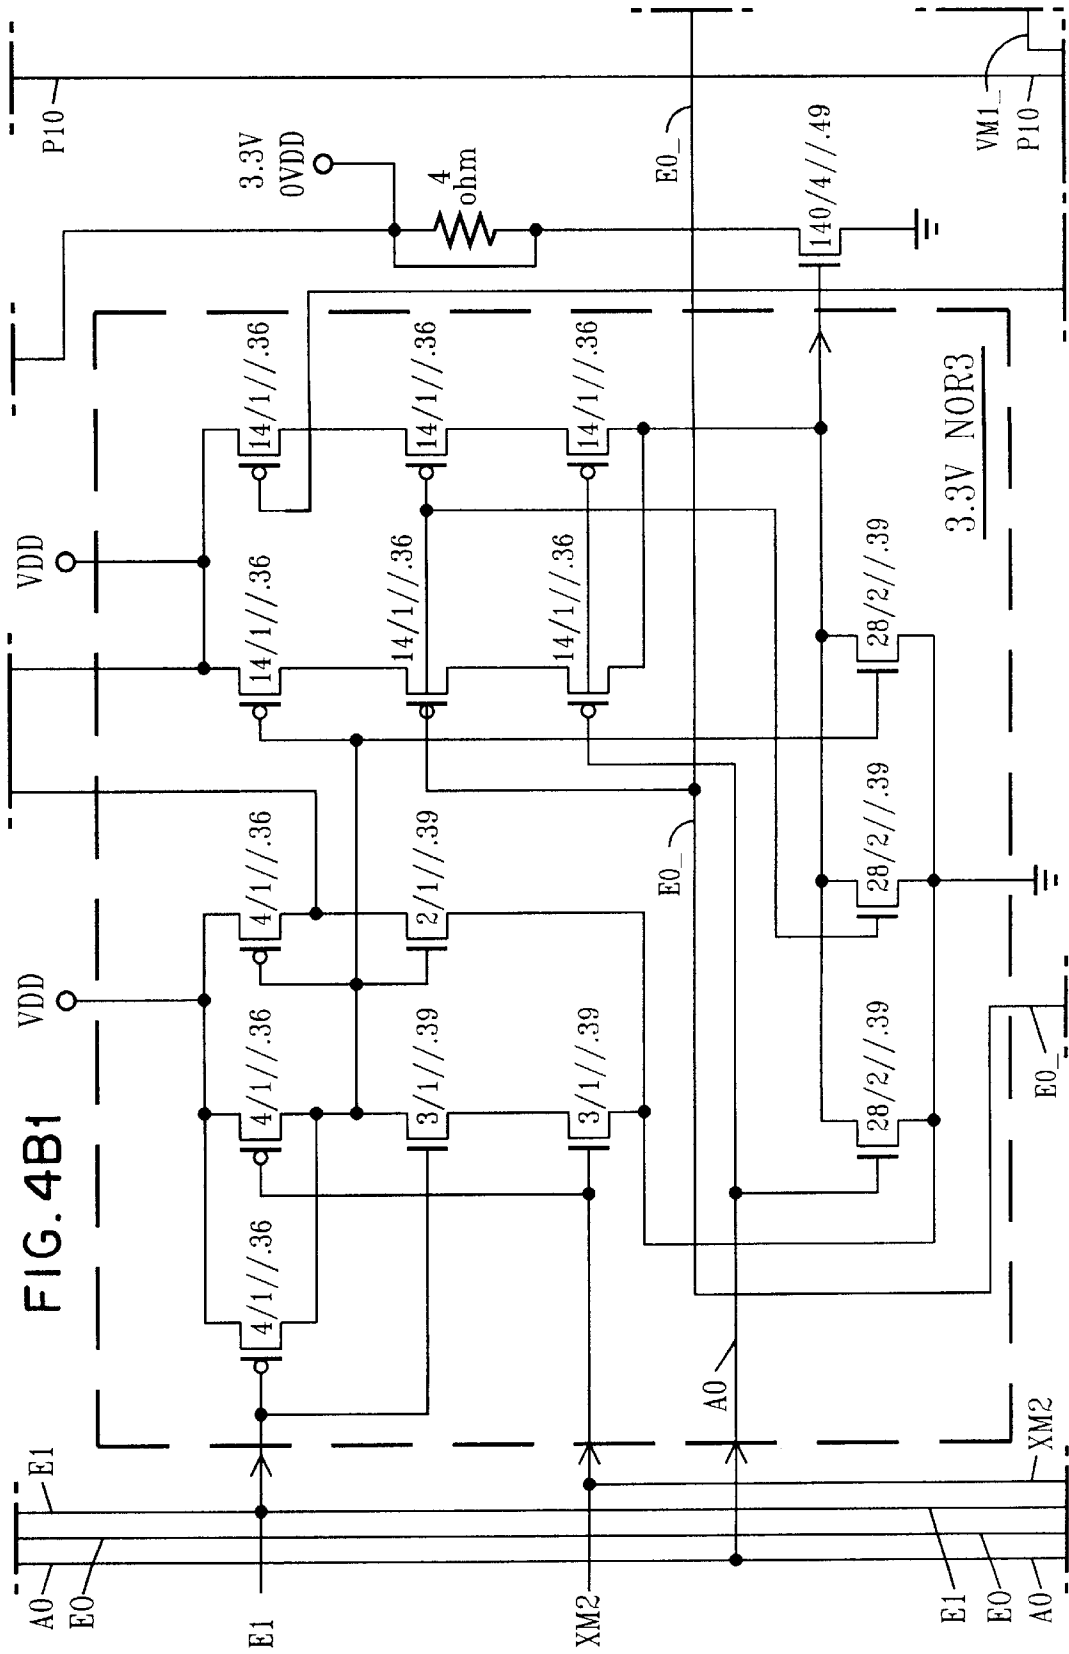 FIG. 4B1
A0
E0
E1
VDD
VDD
P10
3.3V
0VDD
4
ohm
E1
4/1//.36
4/1//.36
4/1//.36
14/1//.36
14/1//.36
3/1//.39
2/1//.39
14/1//.36
14/1//.36
XM2
3/1//.39
14/1//.36
14/1//.36
E0_
E0_
A0
28/2//.39
28/2//.39
28/2//.39
140/4//.49
3.3V NOR3
A0
E0
E1
XM2
E0_
VM1_
P10